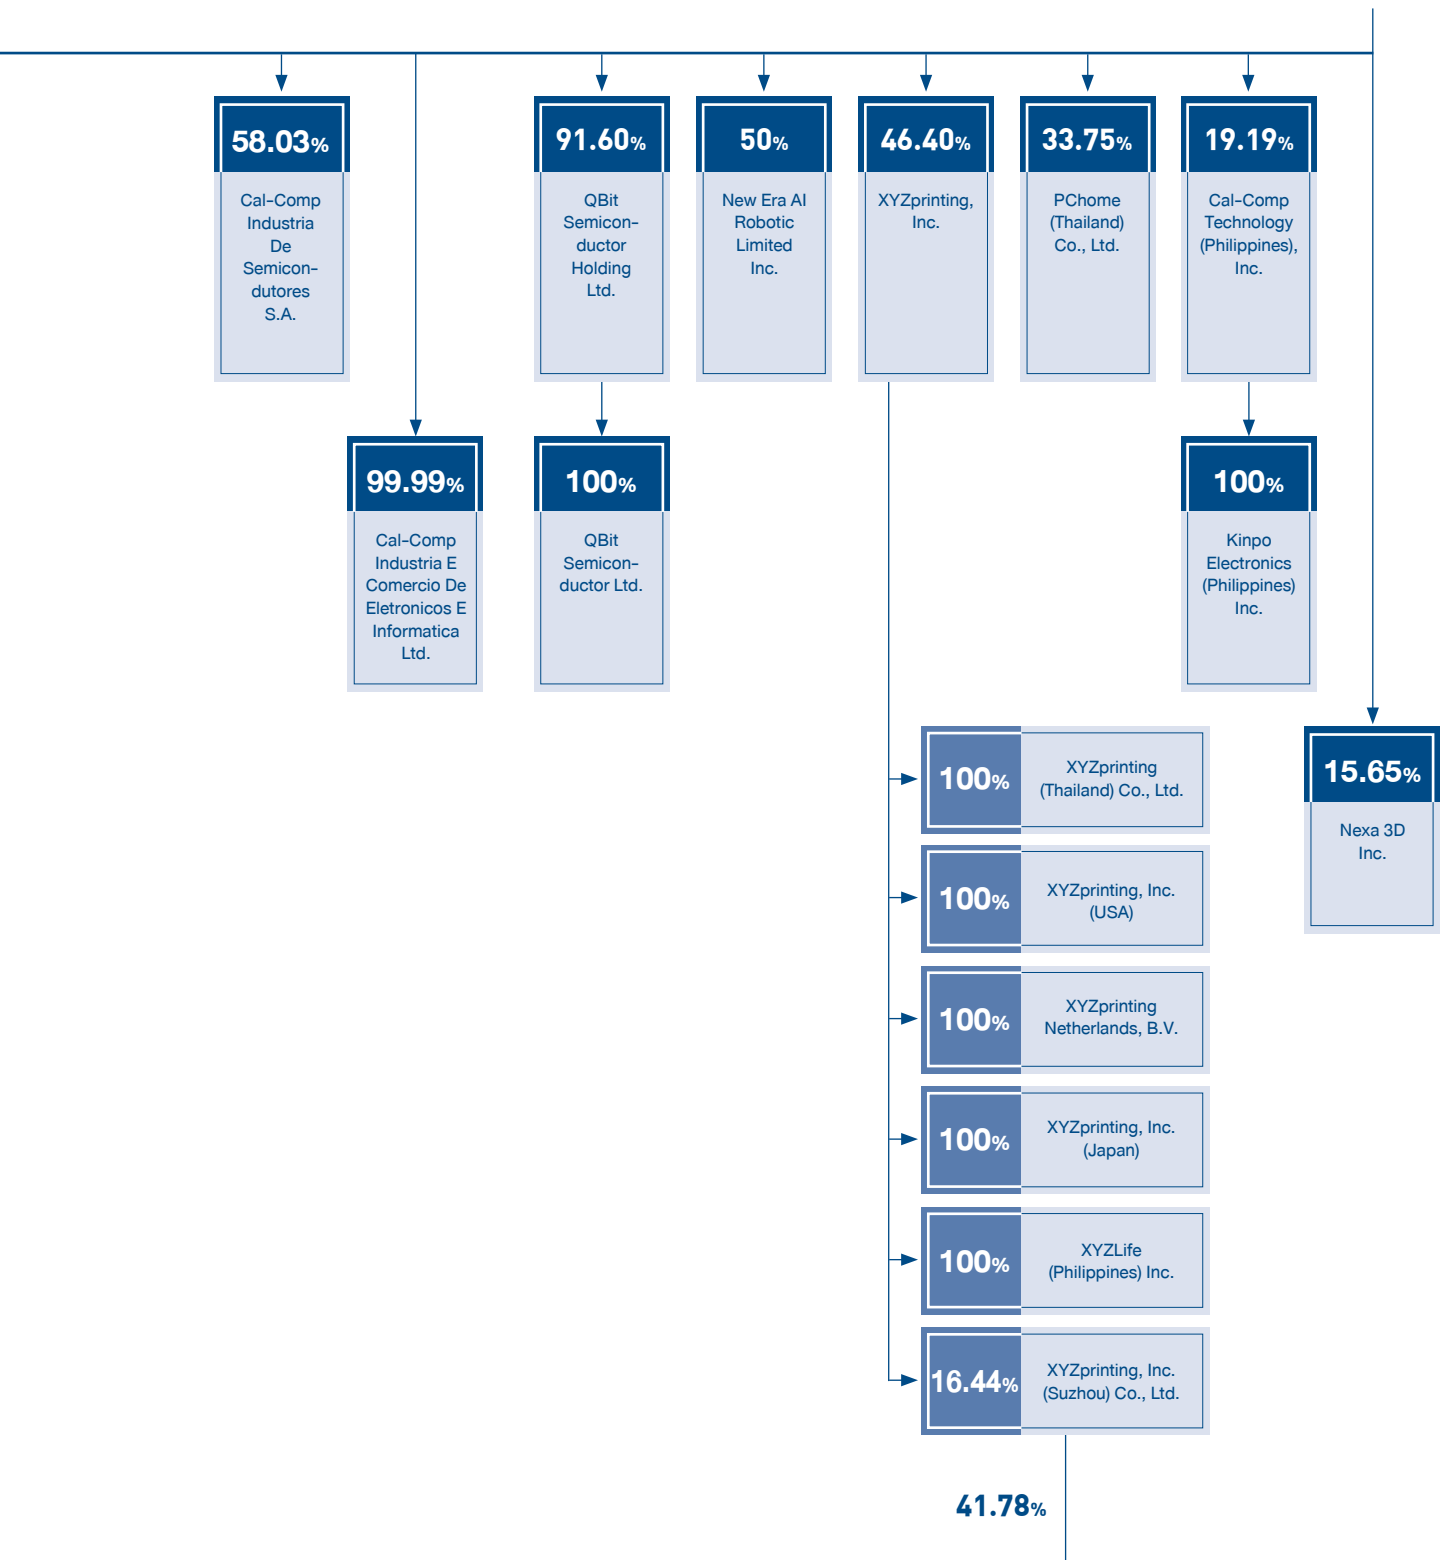 58.03%
Cal-Comp
Industria
De
Semicon-
dutores
S.A.
91.60%
QBit
Semicon-
ductor
Holding
Ltd.
50%
New Era AI
Robotic
Limited
Inc.
46.40%
XYZprinting,
Inc.
33.75%
PChome
(Thailand)
Co., Ltd.
19.19%
Cal-Comp
Technology
(Philippines),
Inc.
99.99%
Cal-Comp
Industria E
Comercio De
Eletronicos E
Informatica
Ltd.
100%
QBit
Semicon-
ductor Ltd.
100%
Kinpo
Electronics
(Philippines)
Inc.
100%
XYZprinting
(Thailand) Co., Ltd.
15.65%
Nexa 3D
Inc.
100%
XYZprinting, Inc.
(USA)
100%
XYZprinting
Netherlands, B.V.
100%
XYZprinting, Inc.
(Japan)
100%
XYZLife
(Philippines) Inc.
16.44%
XYZprinting, Inc.
(Suzhou) Co., Ltd.
41.78%